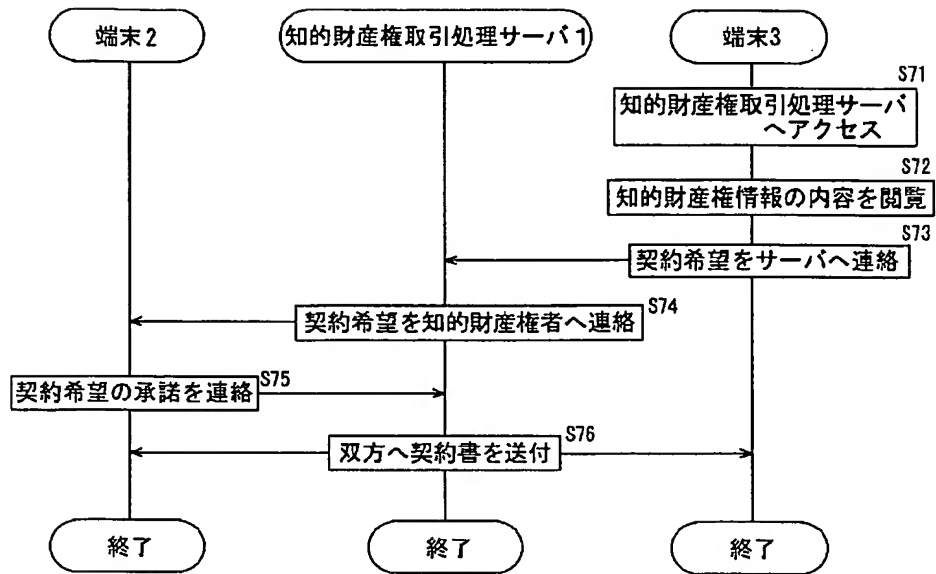 端末2
知的財産権取引処理サーバ1
端末3
S71
知的財産権取引処理サーバ
へアクセス
S72
知的財産権情報の内容を閲覧
S73
契約希望をサーバへ連絡
S74
契約希望を知的財産権者へ連絡
S75
契約希望の承諾を連絡
S76
双方へ契約書を送付
終了
終了
終了